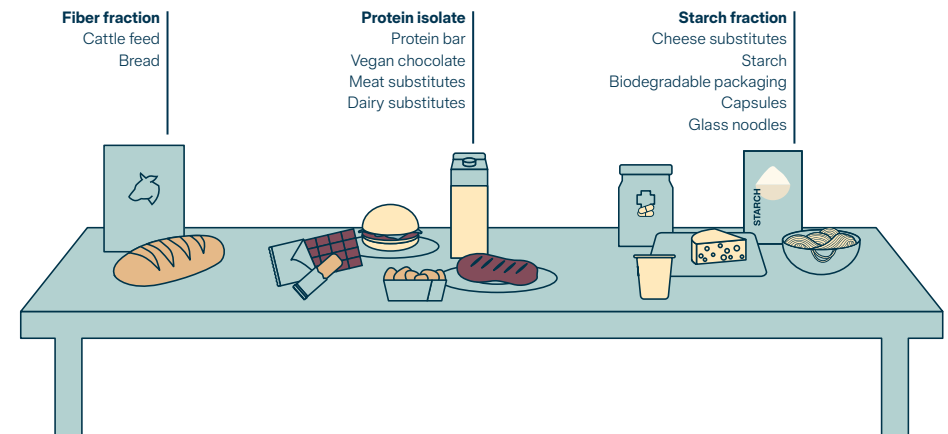 Fiber fraction
Cattle feed
Bread
Protein isolate
Protein bar
Vegan chocolate
Meat substitutes
Dairy substitutes
Starch fraction
Cheese substitutes
Starch
Biodegradable packaging
Capsules
Glass noodles
STARCH